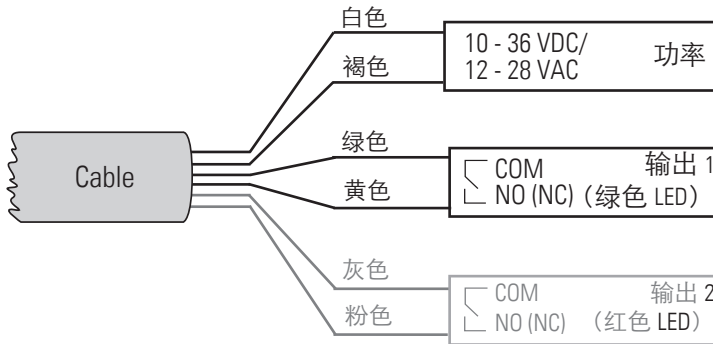 白色
10 - 36 VDC/
12 - 28 VAC
功率
褐色
Cable
绿色
COM
输出 1
黄色
NO (NC)（绿色 LED）
灰色
COM
输出 2
粉色
NO (NC) （红色 LED）